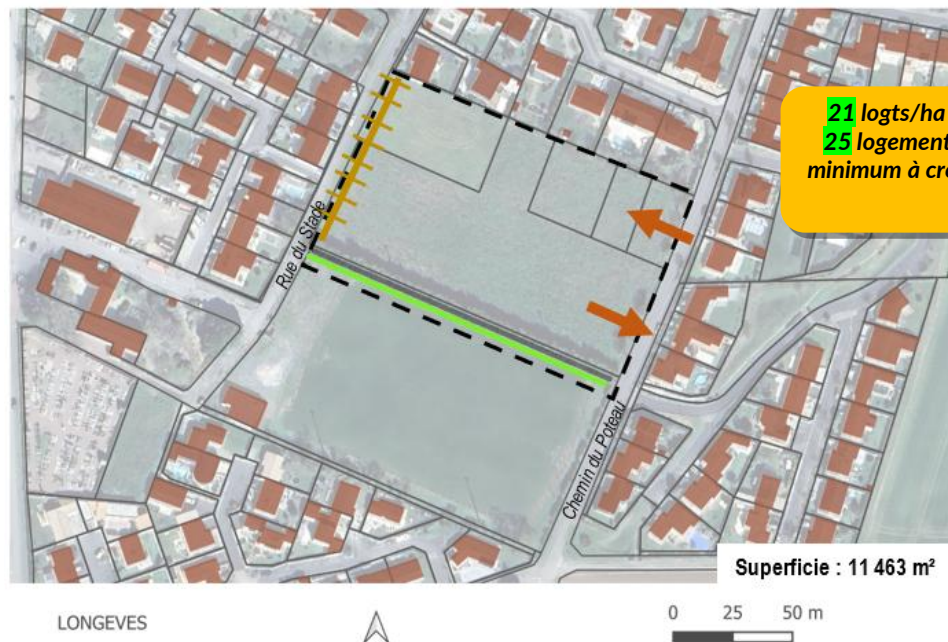 21 logts/ha
25 logement
minimum à cr
Rue du Stade
Chemin du Poteau
Superficie : 11 463 m²
LONGEVES
0 25 50 m